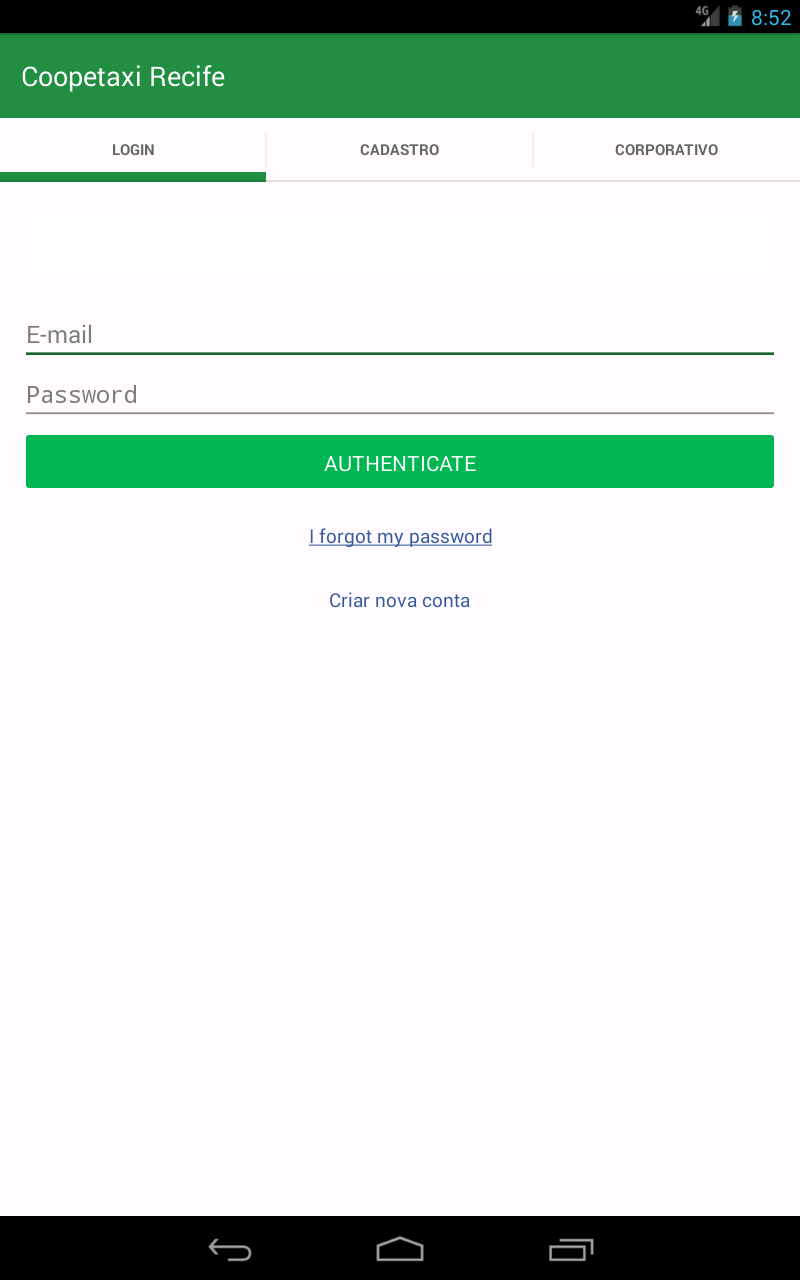 4G 8:52
Coopetaxi Recife
LOGIN CADASTRO CORPORATIVO
E-mail
Password
AUTHENTICATE
I forgot my password
Criar nova conta